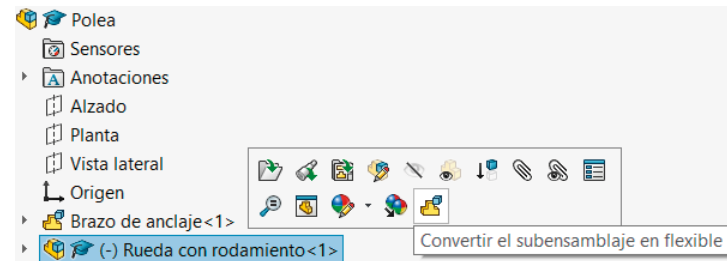 Polea
Sensores
Anotaciones
Alzado
Planta
Vista lateral
Origen
Brazo de anclaje<1>
(-) Rueda con rodamiento<1>
Convertir el subensamblaje en flexible